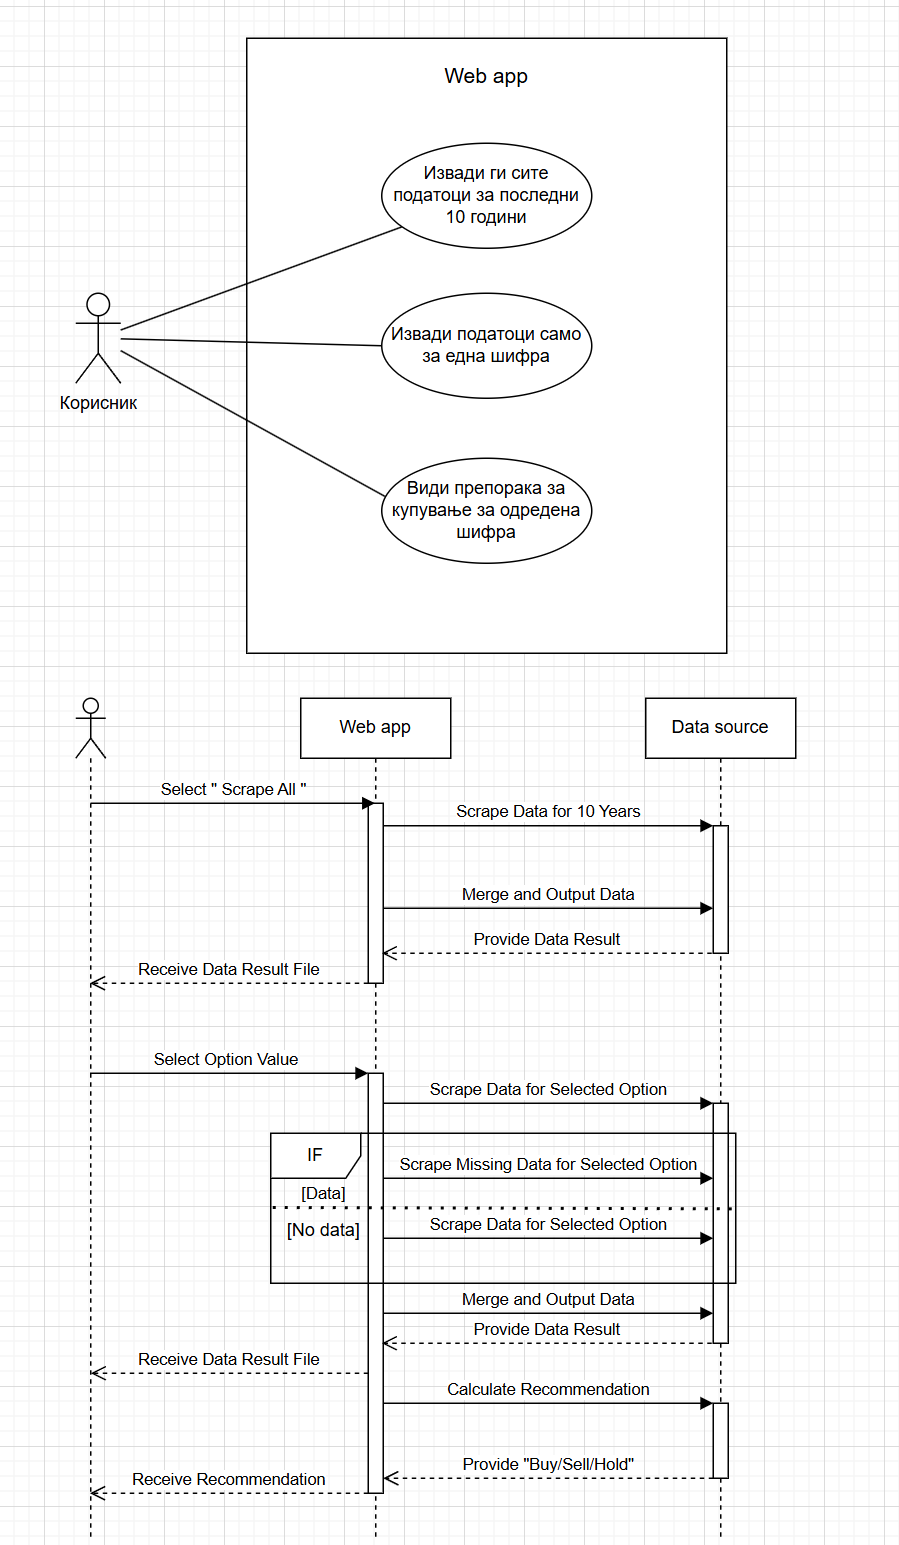 Web app
Извади ги сите
податоци за последни
10 години
Извади податоци само
за една шифра
Корисник
Види препорака за
купување за одредена
шифра
Web app
Data source
Select " Scrape All "
Scrape Data for 10 Years
Merge and Output Data
Provide Data Result
Receive Data Result File
Select Option Value
Scrape Data for Selected Option
IF
Scrape Missing Data for Selected Option
[Data]
Scrape Data for Selected Option
[No data]
Merge and Output Data
Provide Data Result
Receive Data Result File
Calculate Recommendation
Provide "Buy/Sell/Hold"
Receive Recommendation